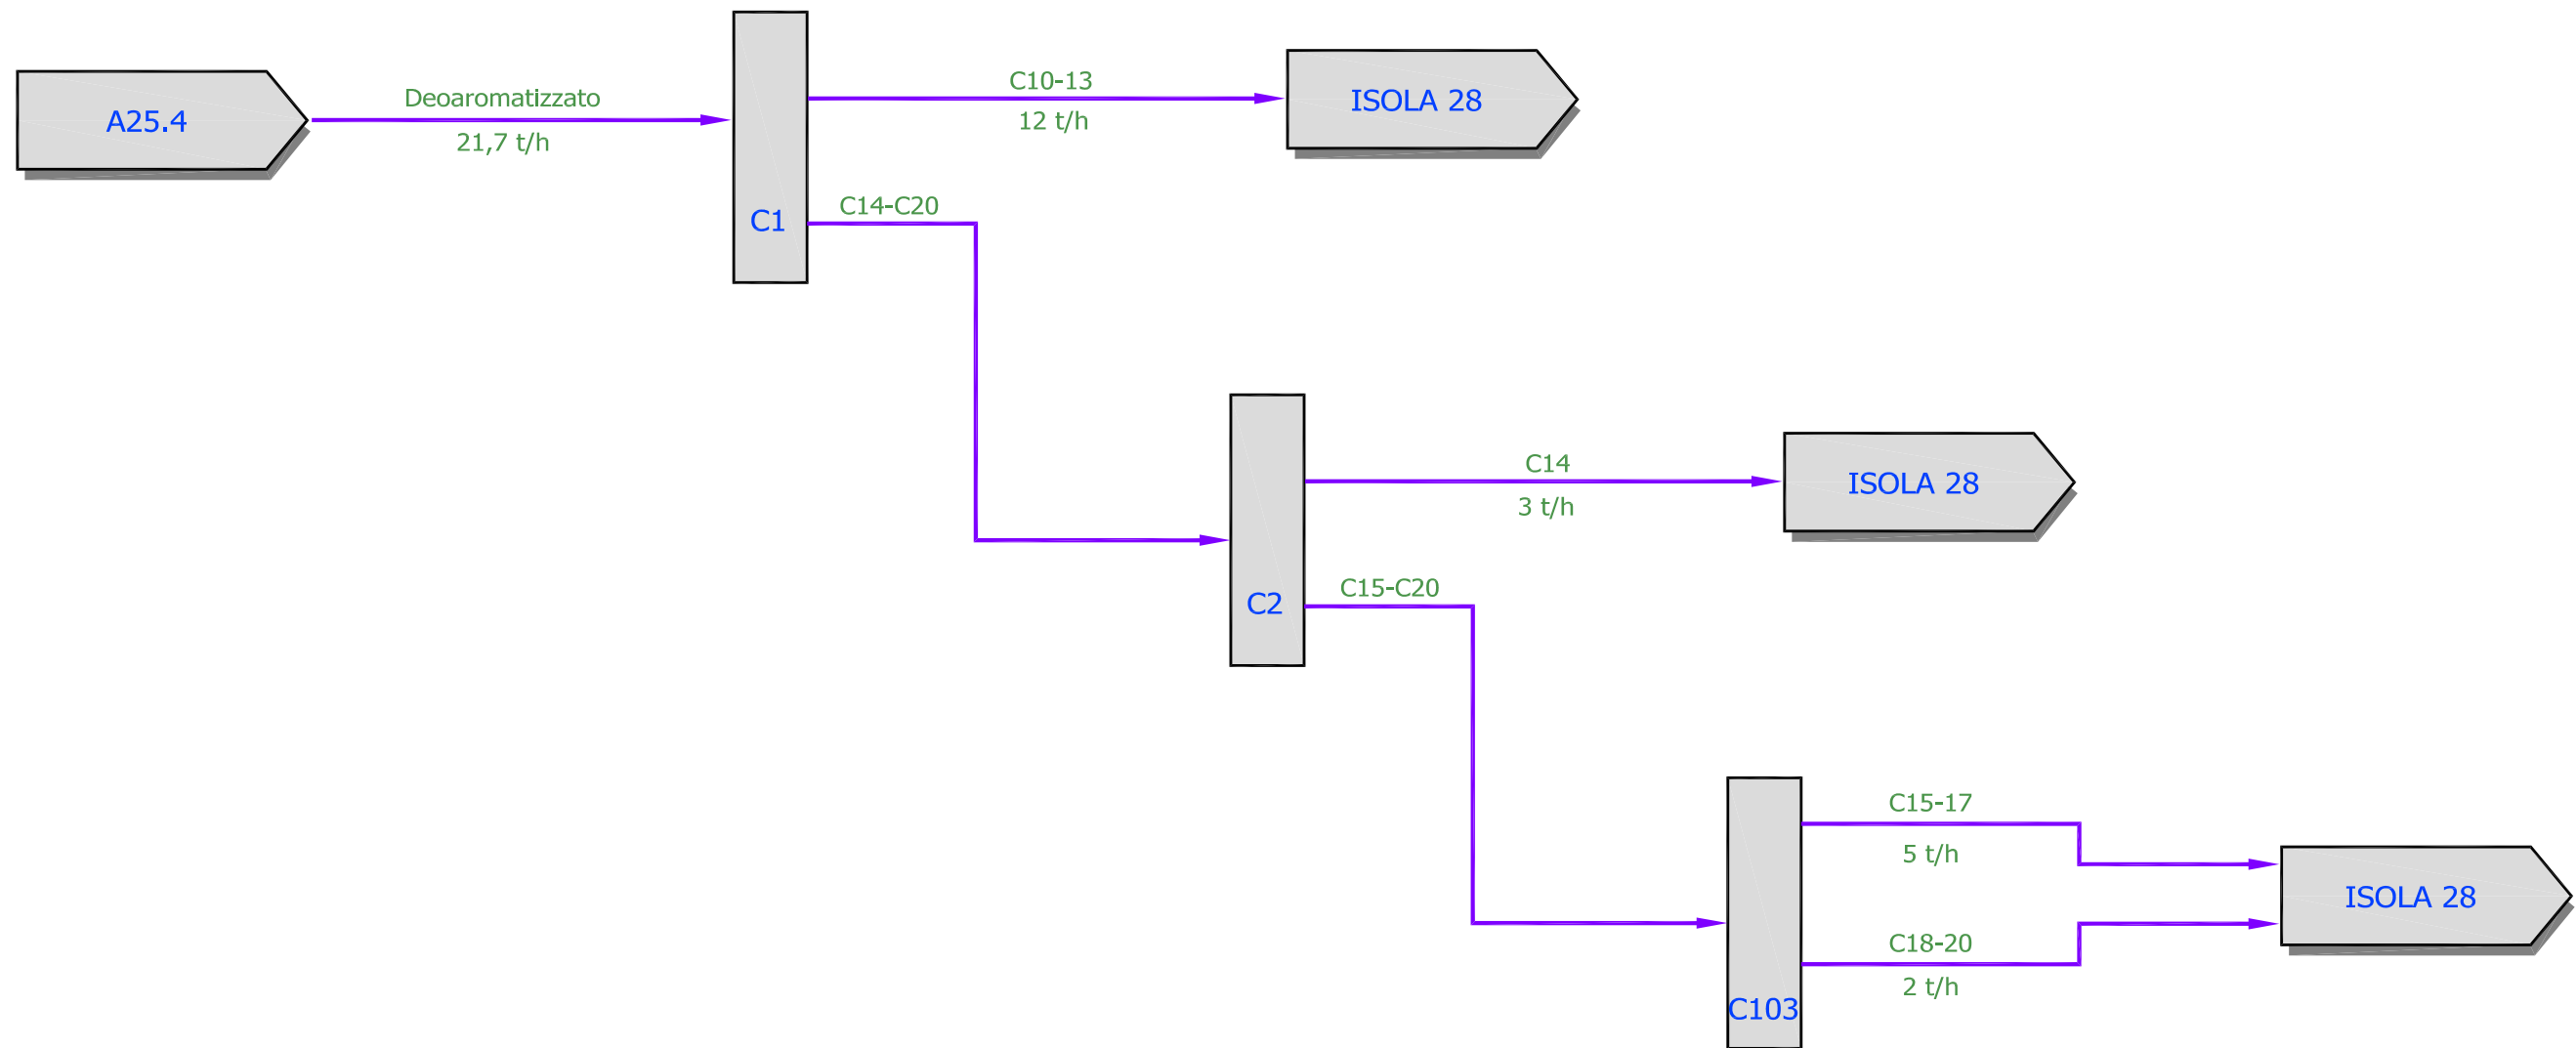 A25.4
Deoaromatizzato
21,7 t/h
C1
C10-13
12 t/h
ISOLA 28
C14-C20
C2
C14
3 t/h
ISOLA 28
C15-C20
C103
C15-17
5 t/h
C18-20
2 t/h
ISOLA 28